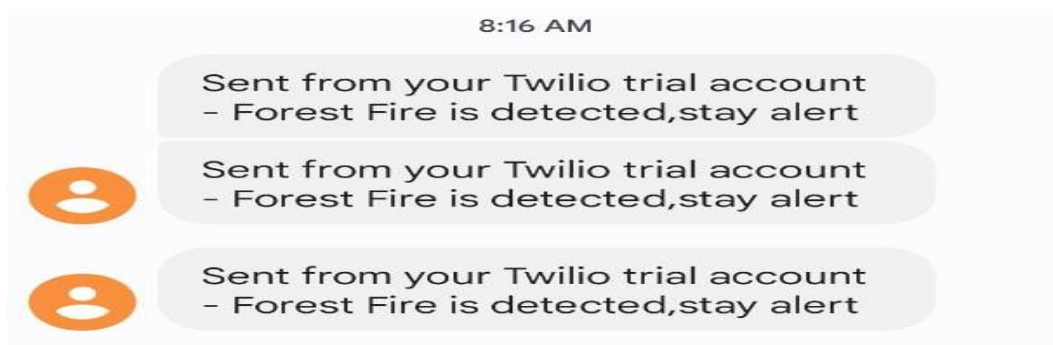 8:16 AM
Sent from your Twilio trial account
- Forest Fire is detected,stay alert
Sent from your Twilio trial account
- Forest Fire is detected,stay alert
Sent from your Twilio trial account
- Forest Fire is detected,stay alert